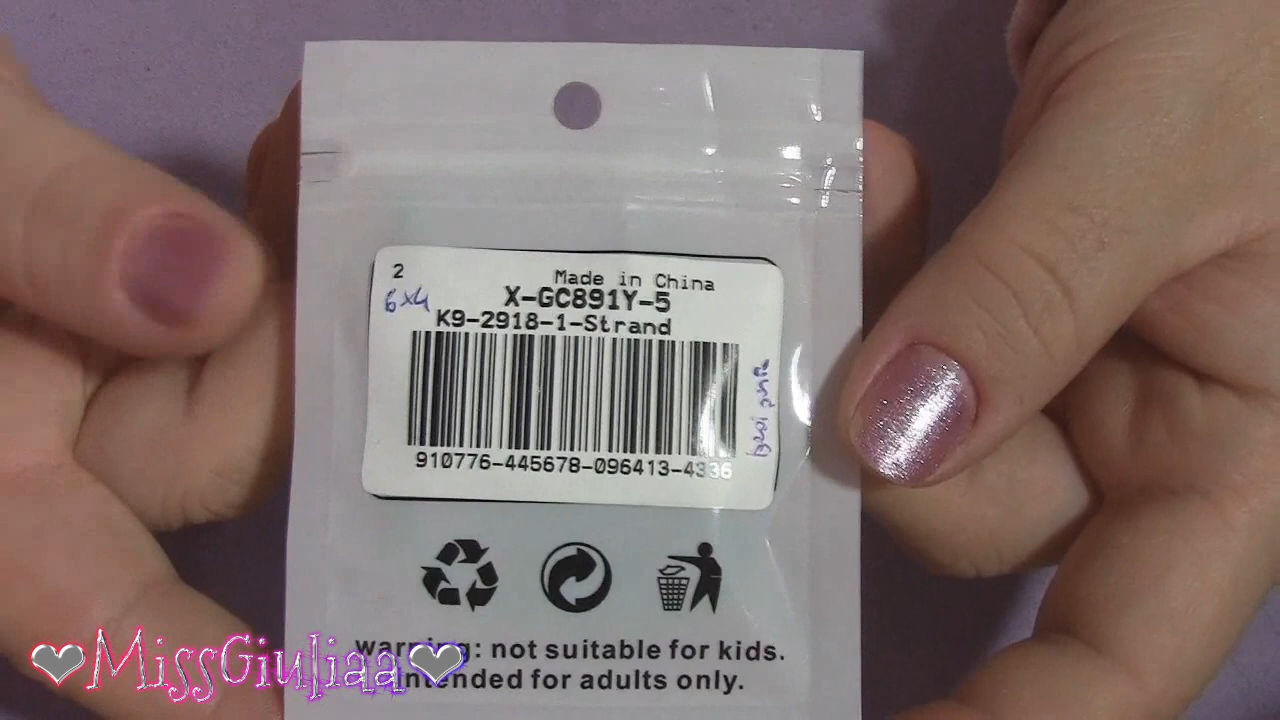 2
Made in China
6x4
X-GC891Y-5
K9-2918-1-Strand
910776-445678-096413-4336
warning: not suitable for kids.
intended for adults only.
❤MissGiuliaa❤